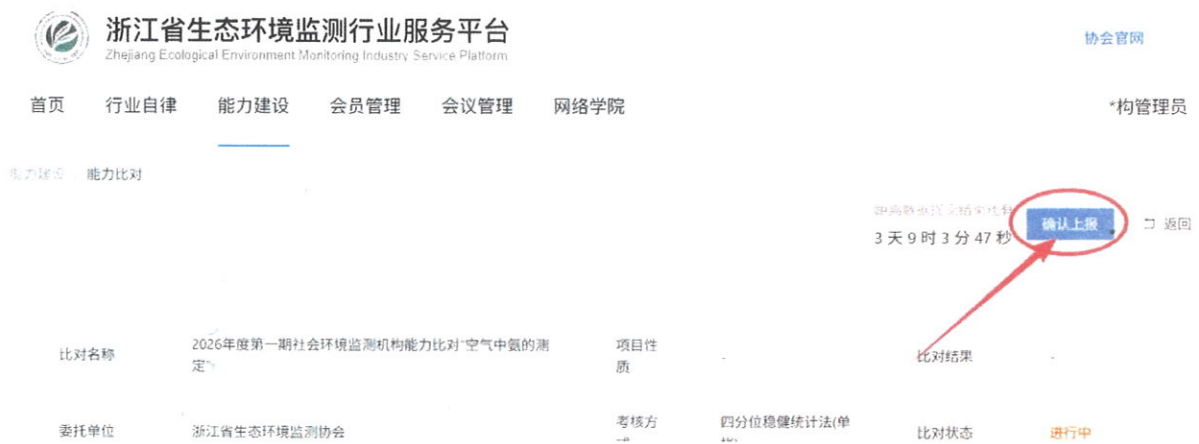 浙江省生态环境监测行业服务平台
Zhejiang Ecological Environment Monitoring Industry Service Platform
协会官网
首页 行业自律 能力建设 会员管理 会议管理 网络学院 *构管理员
能力建设 能力比对
3 天 9 时 3 分 47 秒 确认上报 返回
比对名称 2026年度第一期社会环境监测机构能力比对"空气中氨的测定" 项目性质 - 比对结果 -
委托单位 浙江省生态环境监测协会 考核方 四分位稳健统计法(单 比对状态 进行中